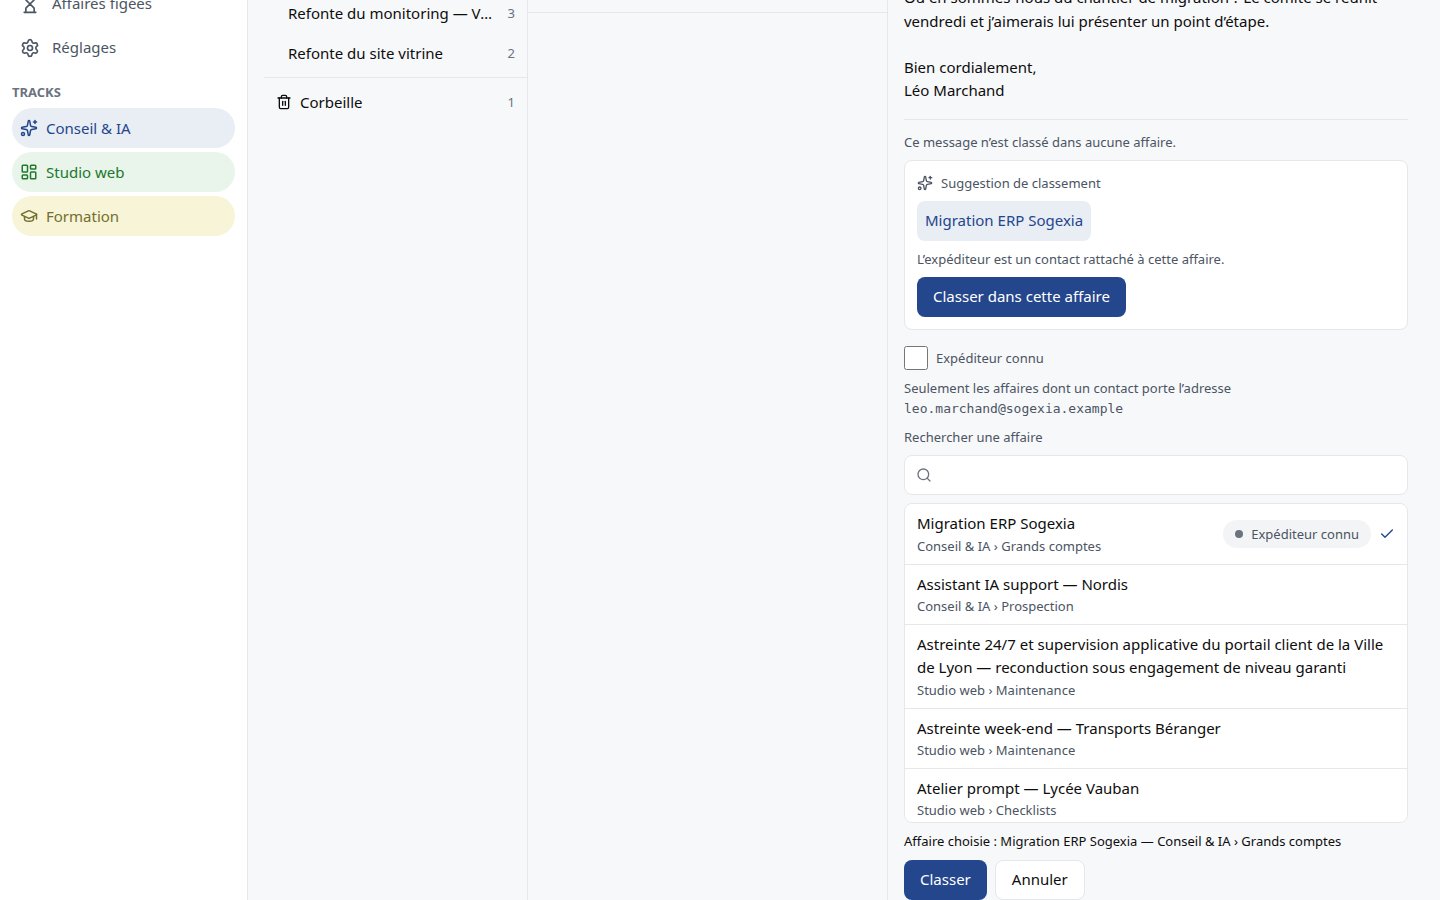 Affaires figées
Réglages
TRACKS
Conseil & IA
Studio web
Formation
Refonte du monitoring — V... 3
Refonte du site vitrine 2
Corbeille 1
vendredi et j’aimerais lui présenter un point d’étape.
Bien cordialement,
Léo Marchand
Ce message n’est classé dans aucune affaire.
Suggestion de classement
Migration ERP Sogexia
L’expéditeur est un contact rattaché à cette affaire.
Classer dans cette affaire
Expéditeur connu
Seulement les affaires dont un contact porte l’adresse
leo.marchand@sogexia.example
Rechercher une affaire
Migration ERP Sogexia
Conseil & IA › Grands comptes
Expéditeur connu
Assistant IA support — Nordis
Conseil & IA › Prospection
Astreinte 24/7 et supervision applicative du portail client de la Ville
de Lyon — reconduction sous engagement de niveau garanti
Studio web › Maintenance
Astreinte week-end — Transports Béranger
Studio web › Maintenance
Atelier prompt — Lycée Vauban
Studio web › Checklists
Affaire choisie : Migration ERP Sogexia — Conseil & IA › Grands comptes
Classer
Annuler